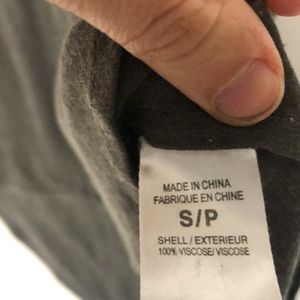 MADE IN CHINA
FABRIQUE EN CHINE
S/P
SHELL / EXTERIEUR
100% VISCOSE/ VISCOSE